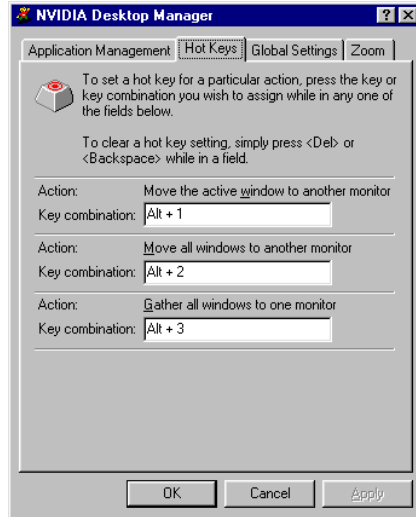 NVIDIA Desktop Manager
Application Management Hot Keys Global Settings Zoom
To set a hot key for a particular action, press the key or
key combination you wish to assign while in any one of
the fields below.
To clear a hot key setting, simply press <Del> or
<Backspace> while in a field.
Action: Move the active window to another monitor
Key combination: Alt + 1
Action: Move all windows to another monitor
Key combination: Alt + 2
Action: Gather all windows to one monitor
Key combination: Alt + 3
OK Cancel Apply